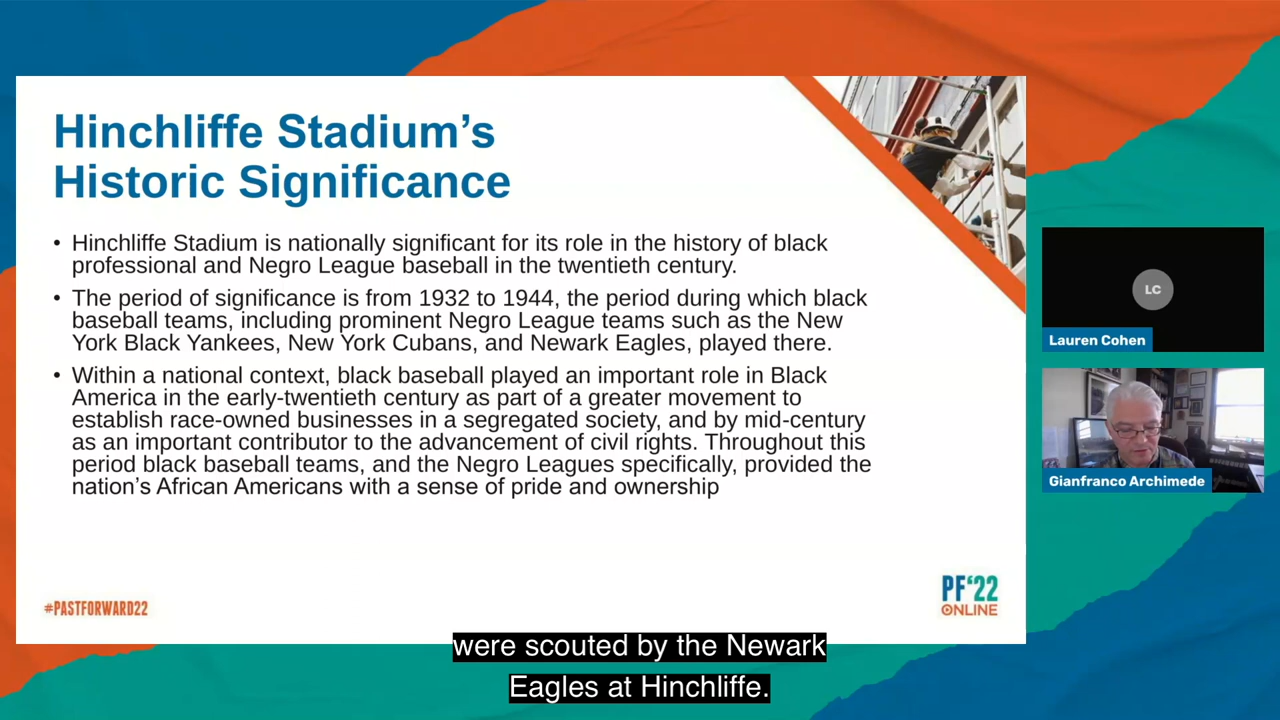 Hinchliffe Stadium’s
Historic Significance
• Hinchliffe Stadium is nationally significant for its role in the history of black
professional and Negro League baseball in the twentieth century.
• The period of significance is from 1932 to 1944, the period during which black
baseball teams, including prominent Negro League teams such as the New
York Black Yankees, New York Cubans, and Newark Eagles, played there.
• Within a national context, black baseball played an important role in Black
America in the early-twentieth century as part of a greater movement to
establish race-owned businesses in a segregated society, and by mid-century
as an important contributor to the advancement of civil rights. Throughout this
period black baseball teams, and the Negro Leagues specifically, provided the
nation’s African Americans with a sense of pride and ownership
#PASTFORWARD22
PF‘22
ONLINE
LC
Lauren Cohen
Gianfranco Archimede
were scouted by the Newark
Eagles at Hinchliffe.